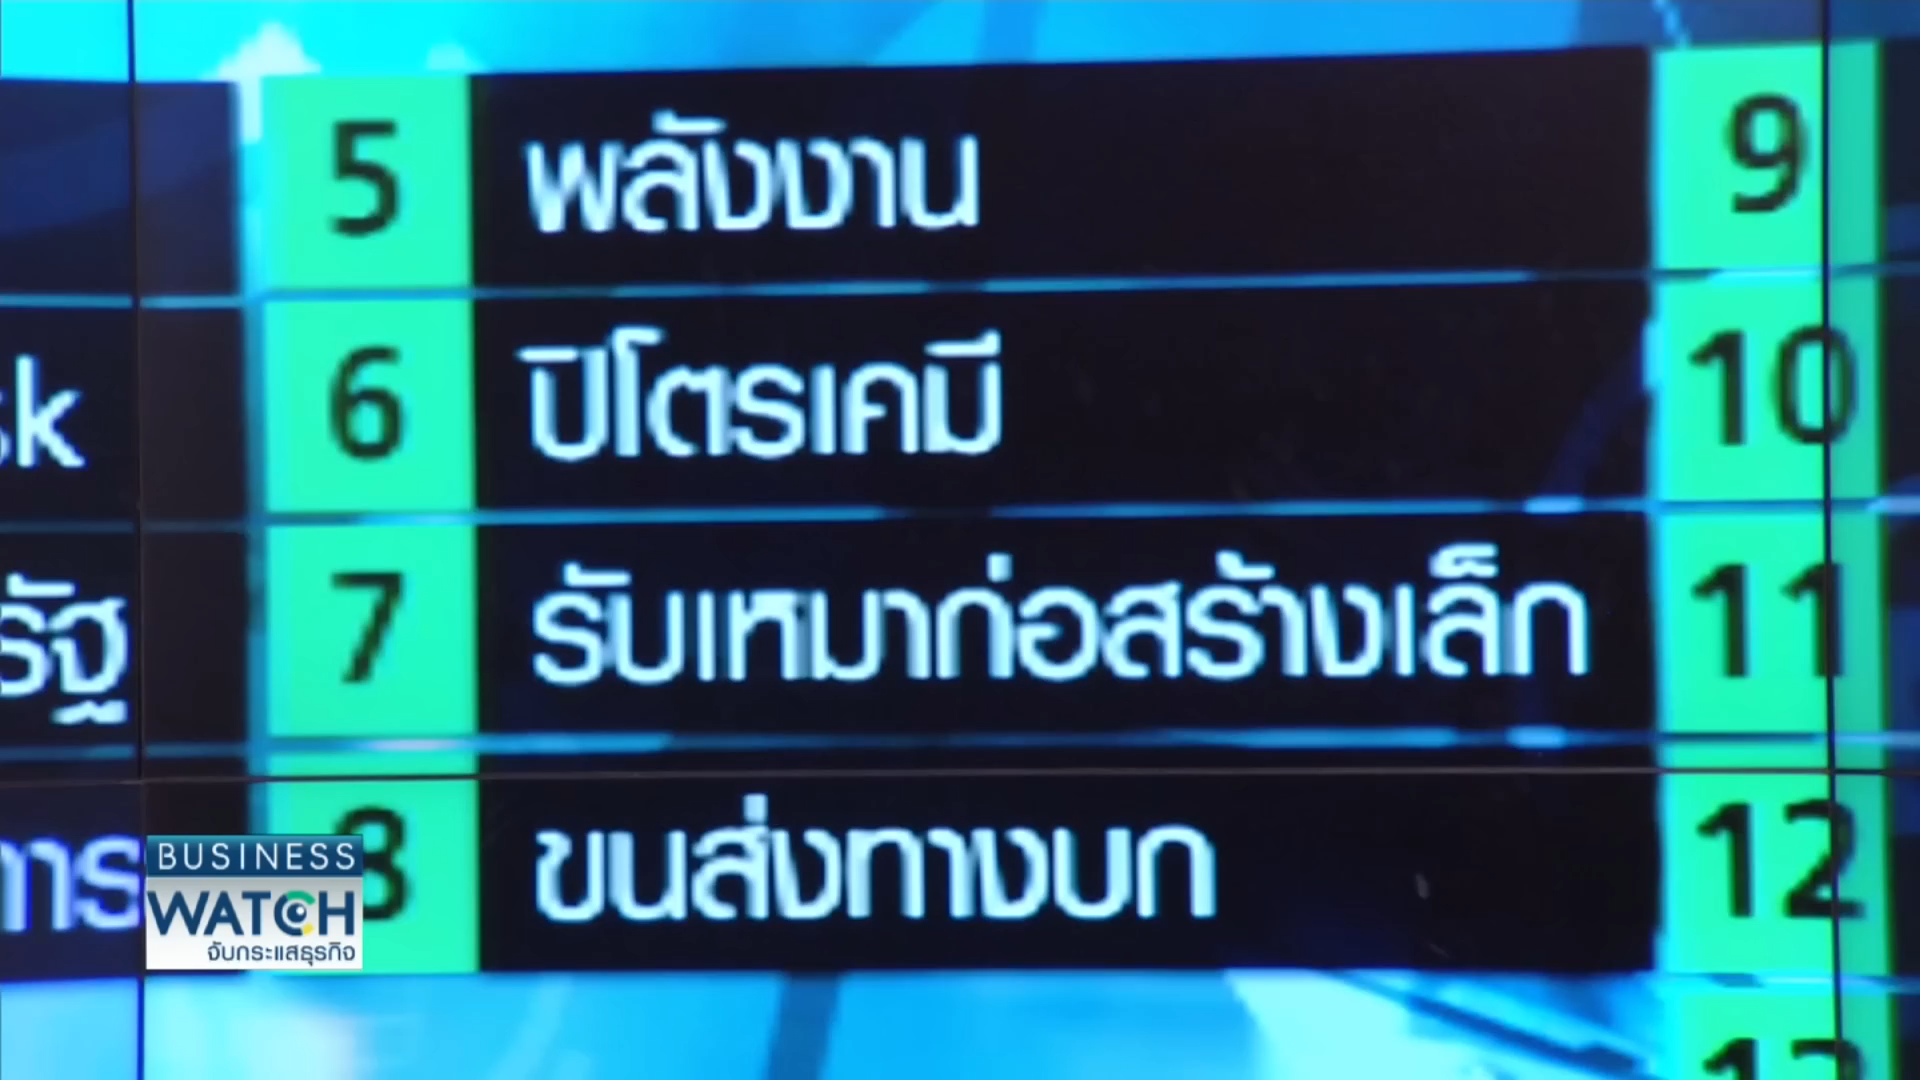 5 พลังงาน 9
6 ปิโตรเคมี 10
7 รับเหมาก่อสร้างเล็ก 11
8 ขนส่งทางบก 12
BUSINESS
WATCH
จับกระแสธุรกิจ